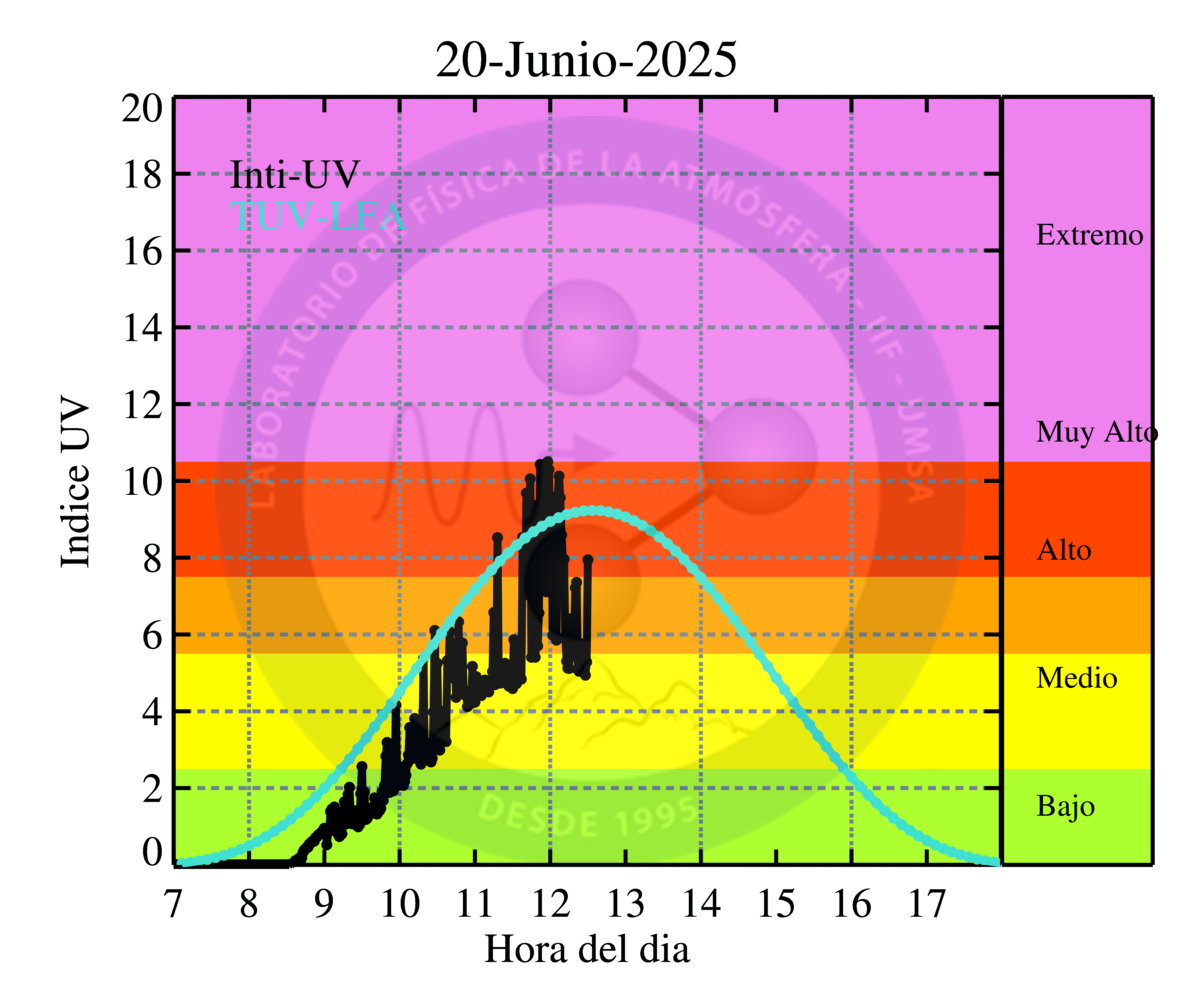 20-Junio-2025
Indice UV
20
18
16
14
12
10
8
6
4
2
0
Inti-UV
TUV-LFA
LABORATORIO DE FÍSICA DE LA ATMÓSFERA - IIF - UMSA
DESDE 1995
Extremo
Muy Alto
Alto
Medio
Bajo
7 8 9 10 11 12 13 14 15 16 17
Hora del dia